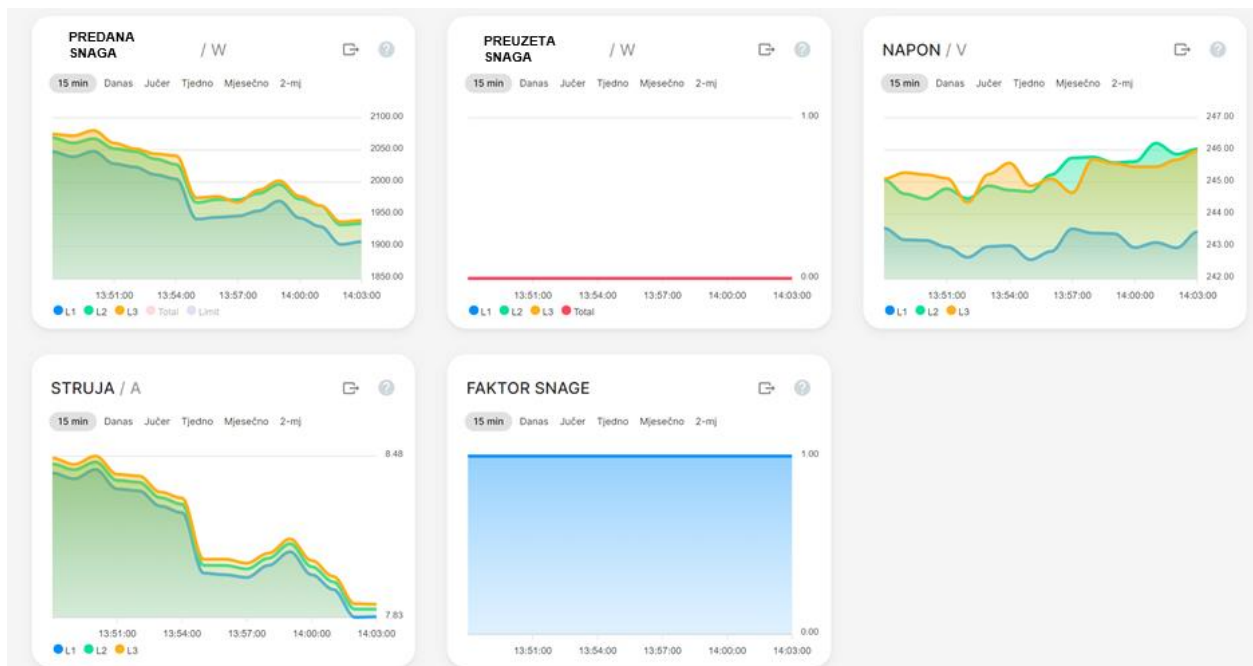 PREDANA
SNAGA / W
15 min Danas Jučer Tjedno Mjesečno 2-mj
2100.00
2050.00
2000.00
1950.00
1900.00
1850.00
13:51:00 13:54:00 13:57:00 14:00:00 14:03:00
L1 L2 L3 Total Limit
PREUZETA
SNAGA / W
15 min Danas Jučer Tjedno Mjesečno 2-mj
1.00
0.00
13:51:00 13:54:00 13:57:00 14:00:00 14:03:00
L1 L2 L3 Total
NAPON / V
15 min Danas Jučer Tjedno Mjesečno 2-mj
247.00
246.00
245.00
244.00
243.00
242.00
13:51:00 13:54:00 13:57:00 14:00:00 14:03:00
L1 L2 L3
STRUJA / A
15 min Danas Jučer Tjedno Mjesečno 2-mj
8.48
7.83
13:51:00 13:54:00 13:57:00 14:00:00 14:03:00
L1 L2 L3
FAKTOR SNAGE
15 min Danas Jučer Tjedno Mjesečno 2-mj
1.00
0.00
13:51:00 13:54:00 13:57:00 14:00:00 14:03:00